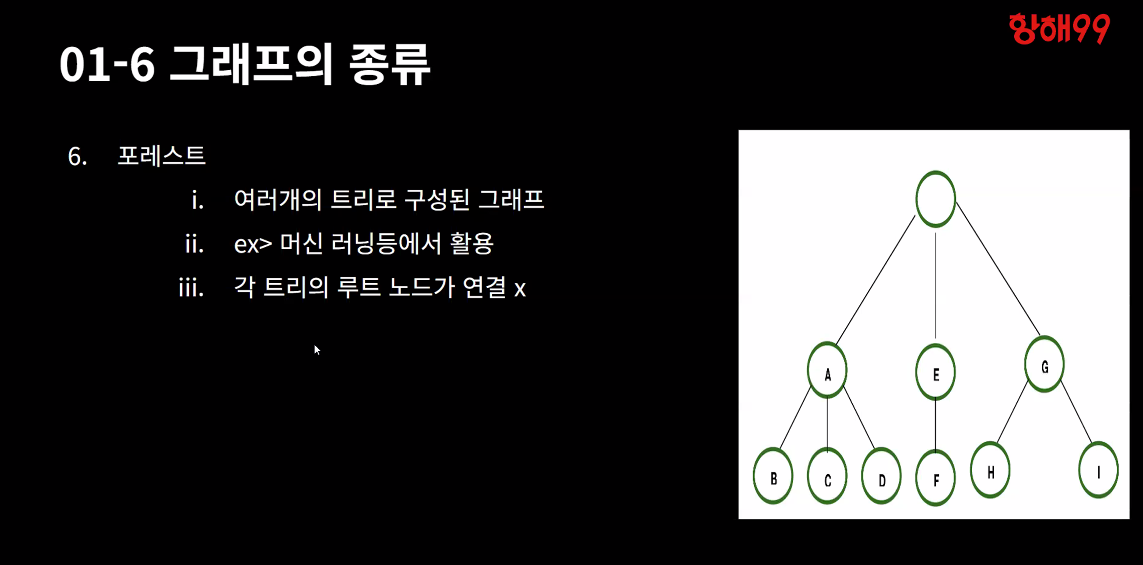 항해99
01-6 그래프의 종류
6. 포레스트
i. 여러개의 트리로 구성된 그래프
ii. ex> 머신 러닝등에서 활용
iii. 각 트리의 루트 노드가 연결 x
A E G
B C D F H I